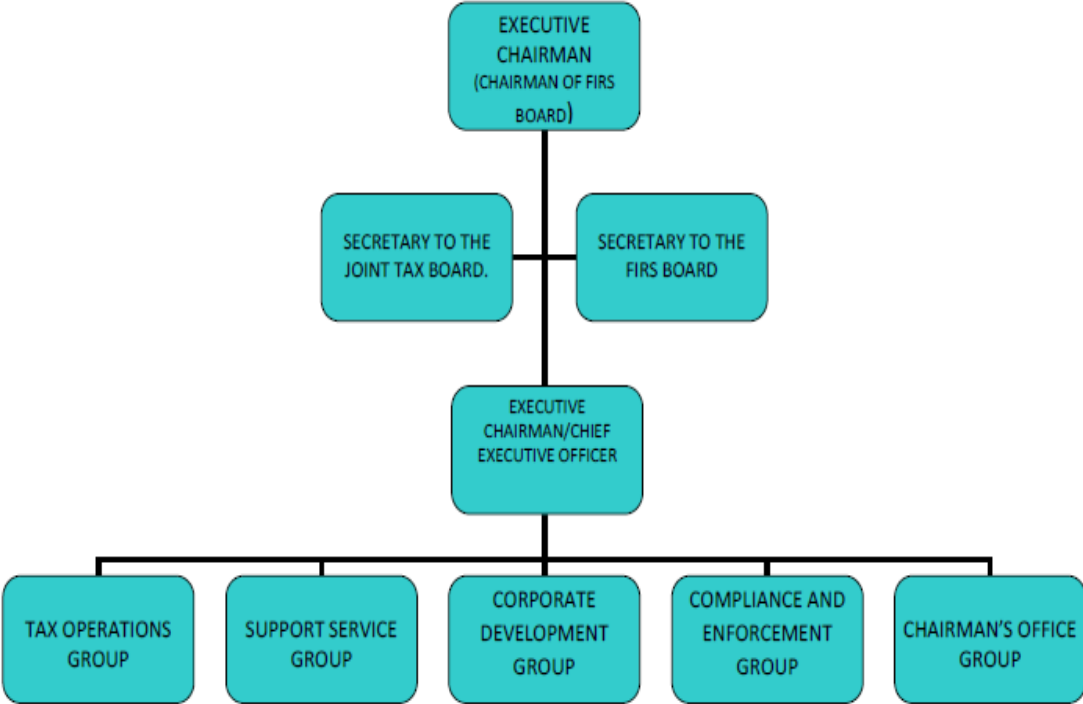 EXECUTIVE
CHAIRMAN
(CHAIRMAN OF FIRS
BOARD)
SECRETARY TO THE
JOINT TAX BOARD.
SECRETARY TO THE
FIRS BOARD
EXECUTIVE
CHAIRMAN/CHIEF
EXECUTIVE OFFICER
TAX OPERATIONS
GROUP
SUPPORT SERVICE
GROUP
CORPORATE
DEVELOPMENT
GROUP
COMPLIANCE AND
ENFORCEMENT
GROUP
CHAIRMAN’S OFFICE
GROUP